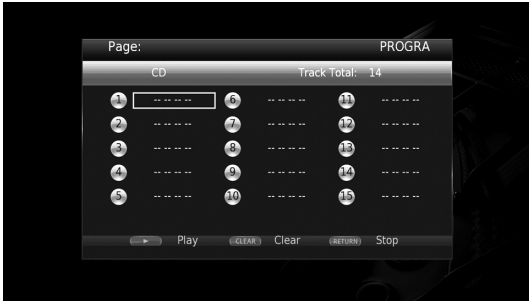 Page: PROGRA
CD Track Total: 14
1 -- -- -- -- 6 -- -- -- -- 11 -- -- -- --
2 -- -- -- -- 7 -- -- -- -- 12 -- -- -- --
3 -- -- -- -- 8 -- -- -- -- 13 -- -- -- --
4 -- -- -- -- 9 -- -- -- -- 14 -- -- -- --
5 -- -- -- -- 10 -- -- -- -- 15 -- -- -- --
Play CLEAR Clear RETURN Stop